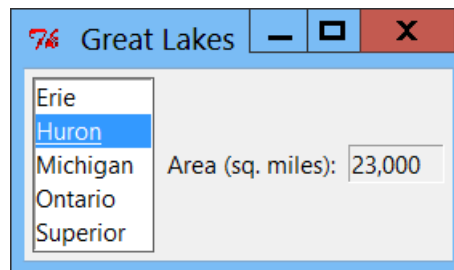 Great Lakes
Erie
Huron
Michigan
Ontario
Superior
Area (sq. miles): 23,000